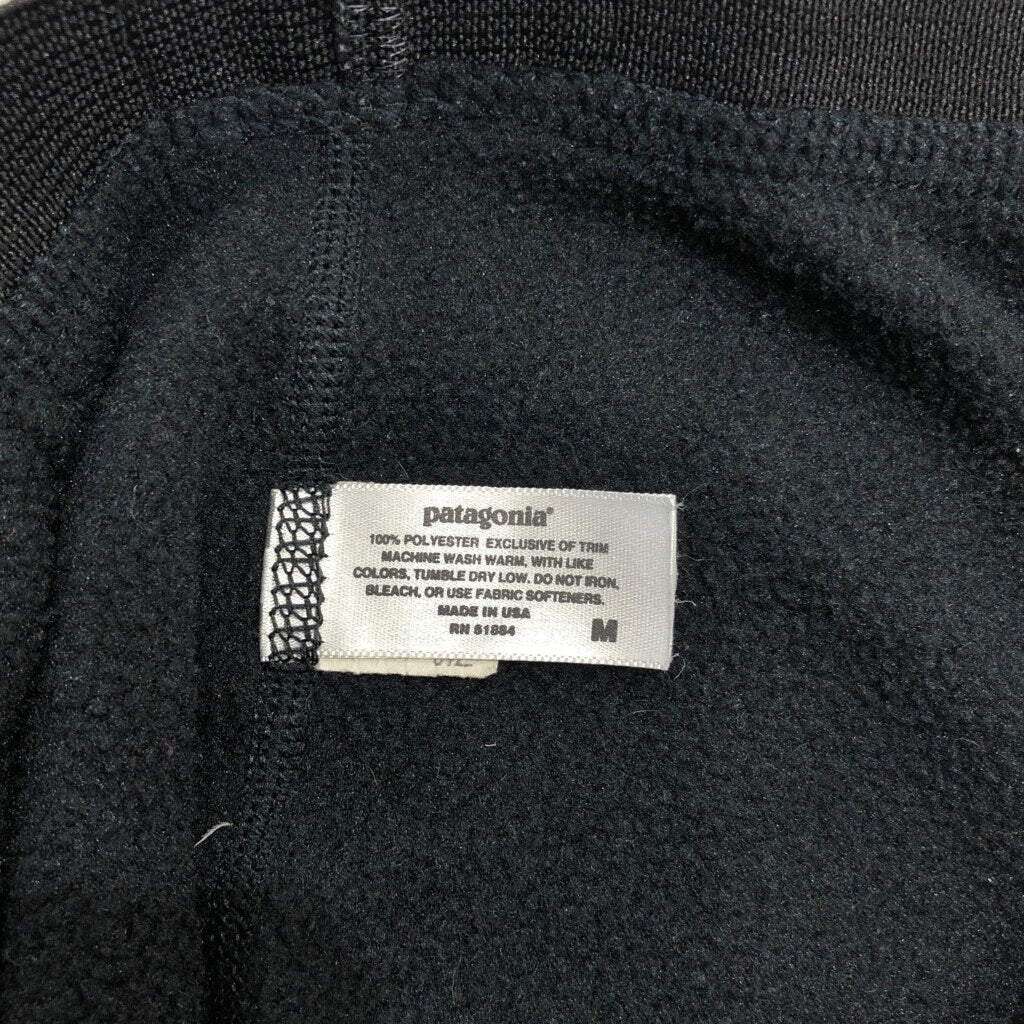 patagonia®
100% POLYESTER EXCLUSIVE OF TRIM
MACHINE WASH WARM, WITH LIKE
COLORS, TUMBLE DRY LOW. DO NOT IRON,
BLEACH, OR USE FABRIC SOFTENERS.
MADE IN USA
RN 51884 M